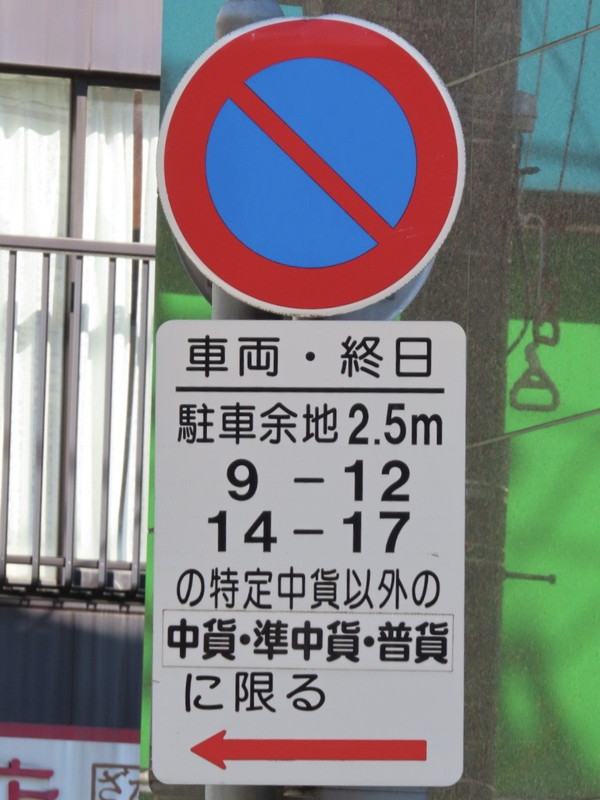 車両・終日
駐車余地2.5m
9－12
14－17
の特定中貨以外の
中貨・準中貨・普貨
に限る